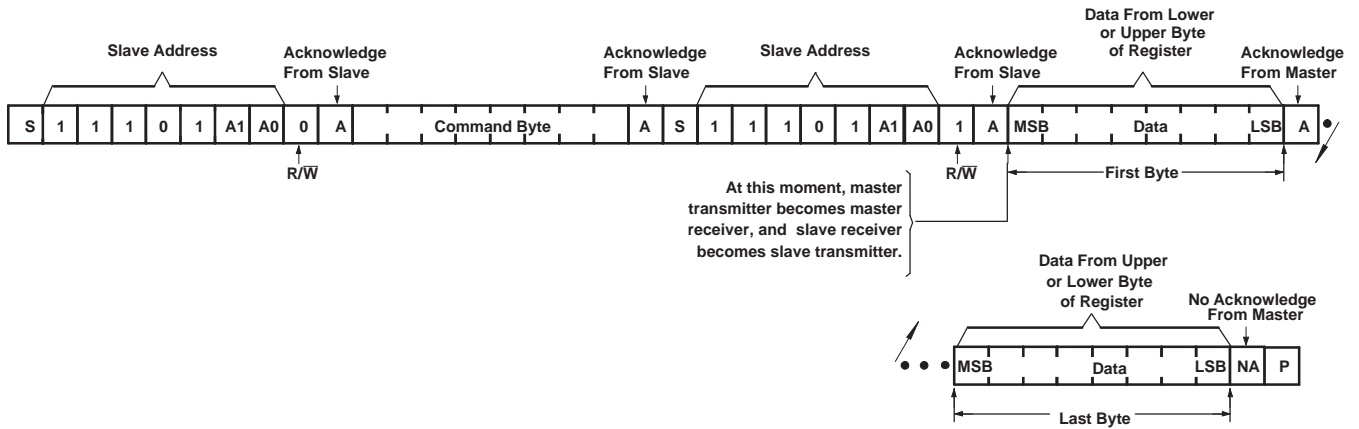 Slave Address
Acknowledge
From Slave
Acknowledge
From Slave
Slave Address
Acknowledge
From Slave
Data From Lower
or Upper Byte
of Register
Acknowledge
From Master
S 1 1 1 0 1 A1 A0 0 A Command Byte A S 1 1 1 0 1 A1 A0 1 A MSB Data LSB A
R/W̅
R/W̅
First Byte
At this moment, master
transmitter becomes master
receiver, and slave receiver
becomes slave transmitter.
Data From Upper
or Lower Byte
of Register
No Acknowledge
From Master
MSB Data LSB NA P
Last Byte